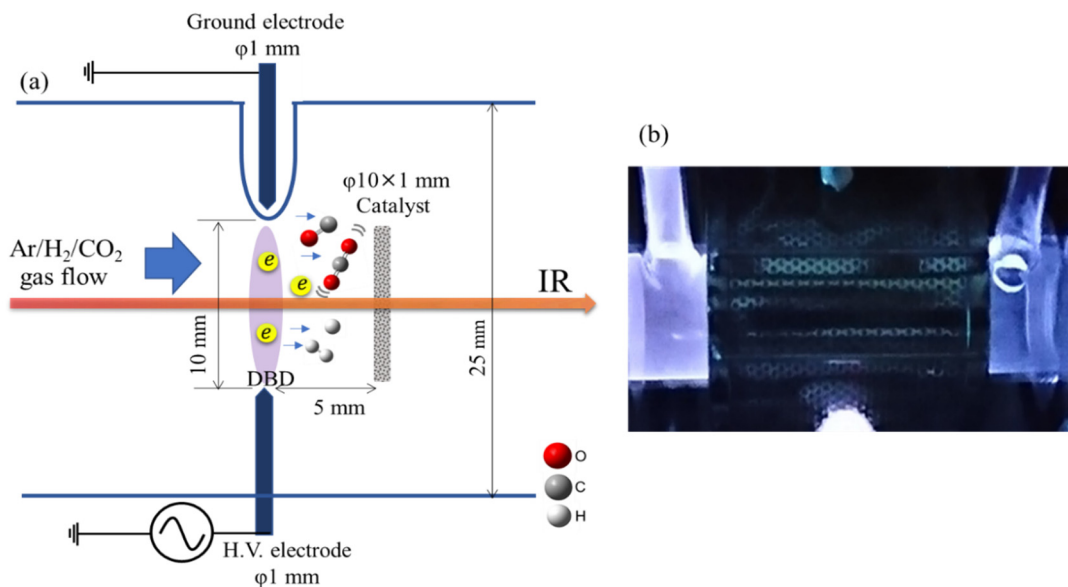 Ground electrode
φ1 mm
(a)
(b)
φ10×1 mm
Catalyst
Ar/H2/CO2
gas flow
e
e
e
IR
10 mm
25 mm
DBD
5 mm
O
C
H
H.V. electrode
φ1 mm